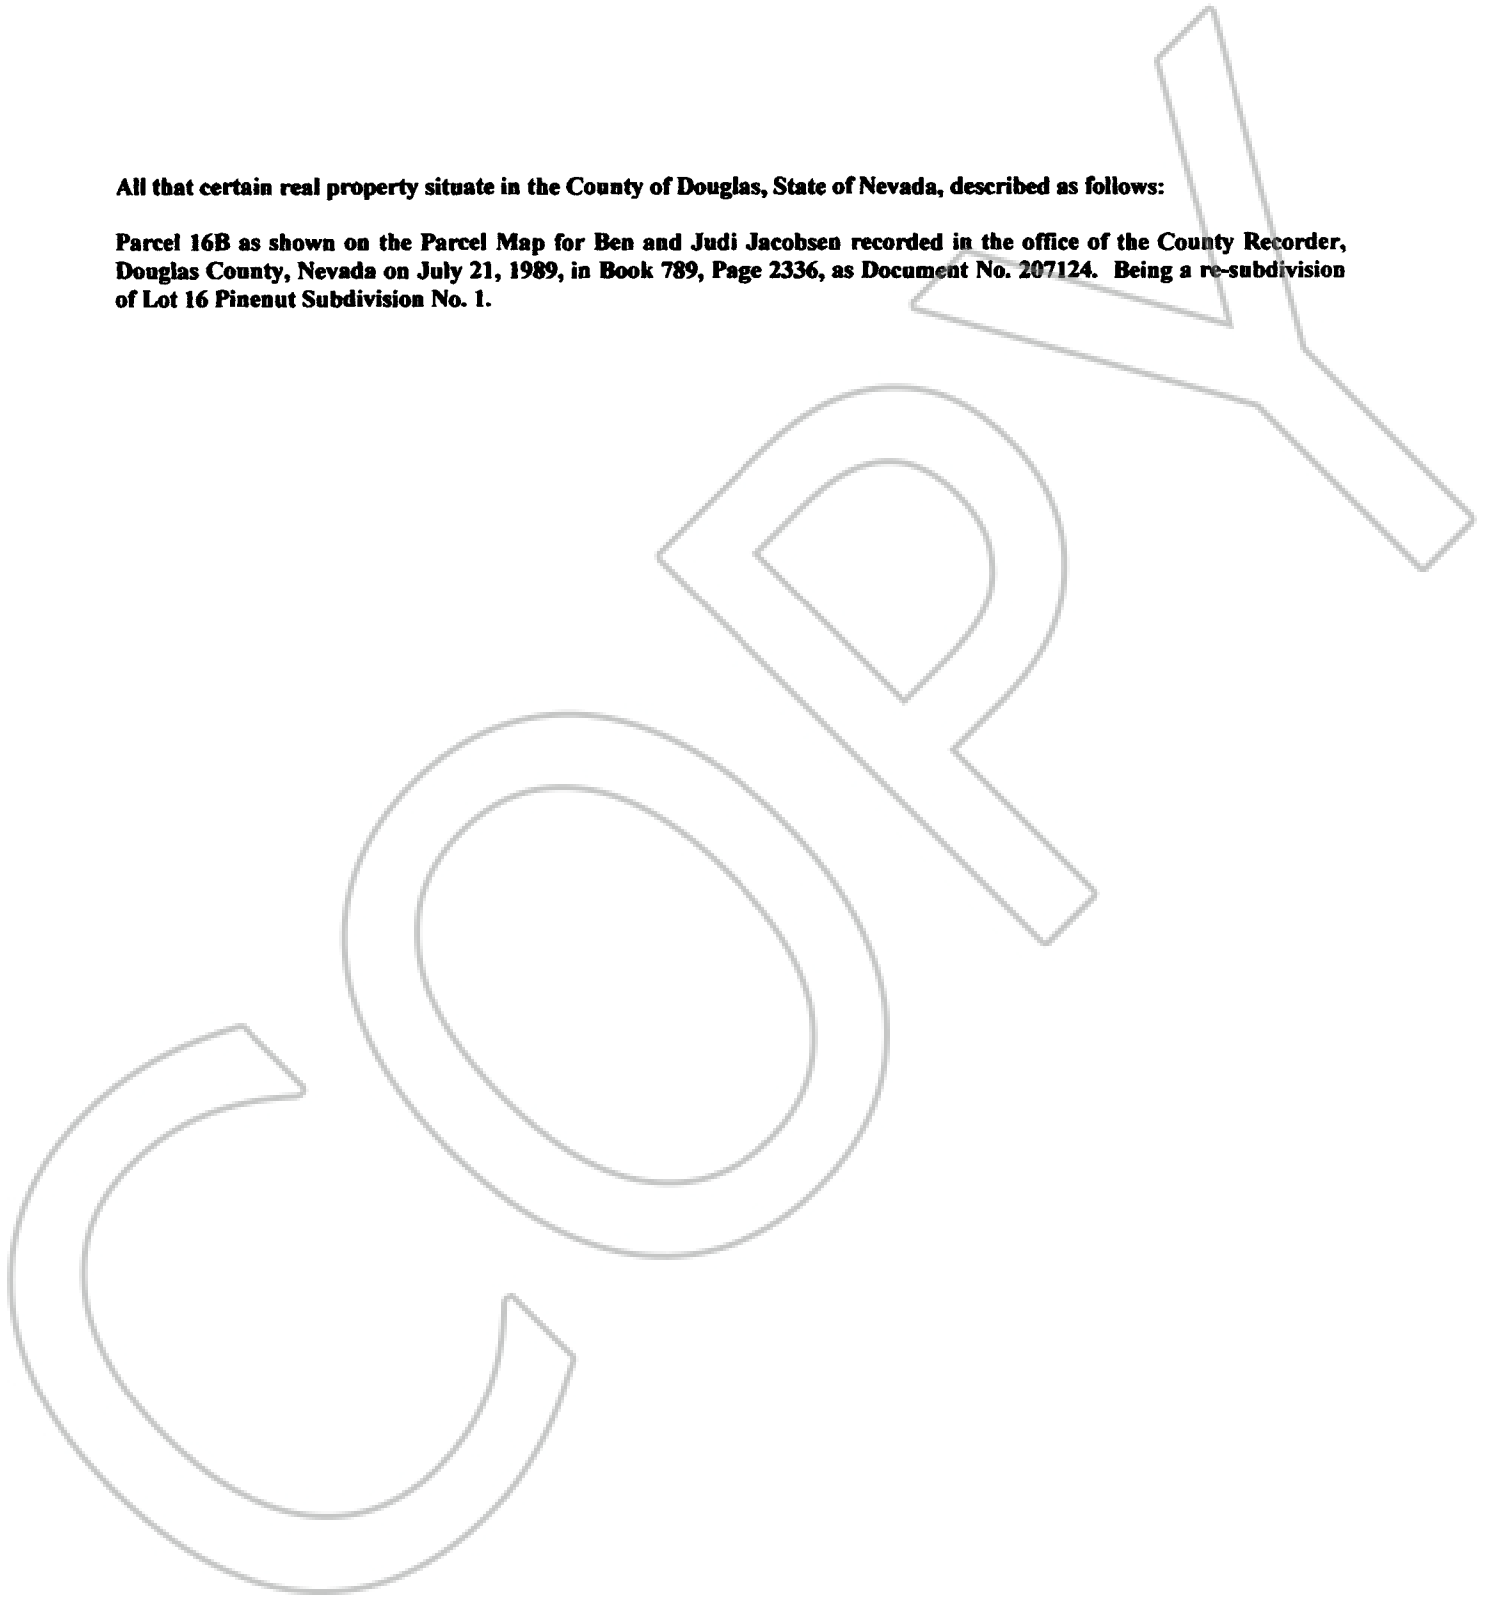 All that certain real property situate in the County of Douglas, State of Nevada, described as follows:
Parcel 16B as shown on the Parcel Map for Ben and Judi Jacobsen recorded in the office of the County Recorder,
Douglas County, Nevada on July 21, 1989, in Book 789, Page 2336, as Document No. 207124. Being a re-subdivision
of Lot 16 Pinenut Subdivision No. 1.
COPY